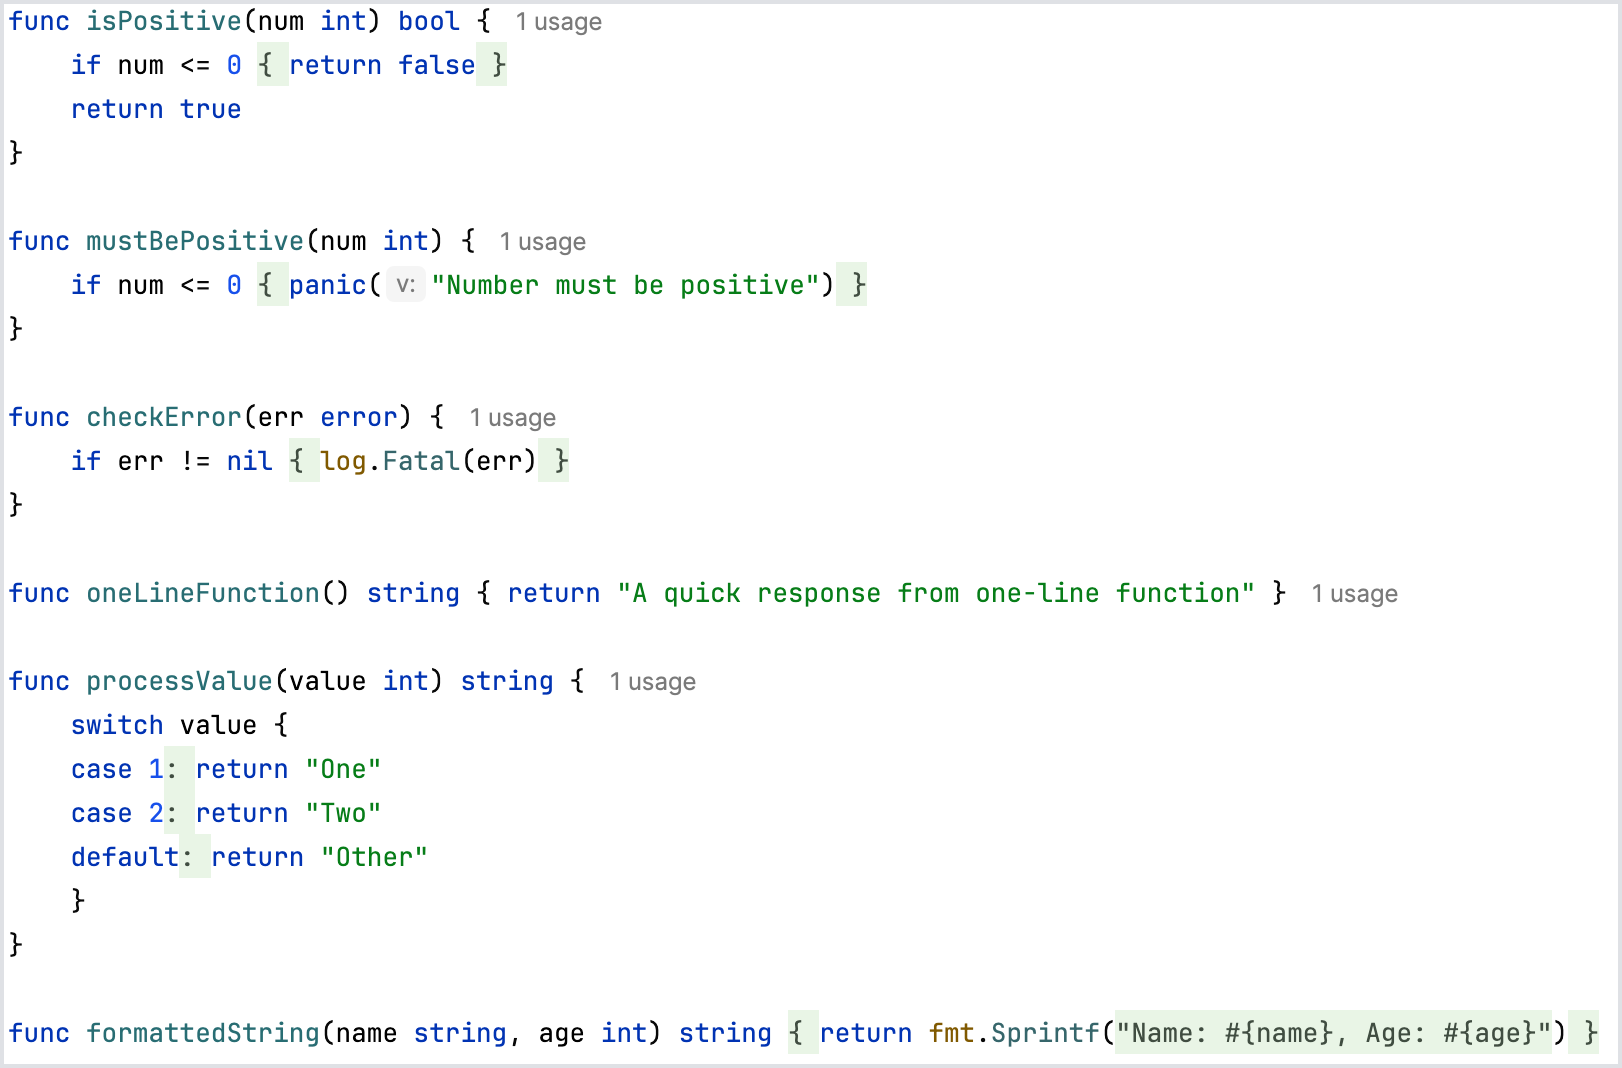 func isPositive(num int) bool {  1 usage
    if num <= 0 { return false }
    return true
}

func mustBePositive(num int) {  1 usage
    if num <= 0 { panic( v: "Number must be positive") }
}

func checkError(err error) {  1 usage
    if err != nil { log.Fatal(err) }
}

func oneLineFunction() string { return "A quick response from one-line function" }  1 usage

func processValue(value int) string {  1 usage
    switch value {
    case 1: return "One"
    case 2: return "Two"
    default: return "Other"
    }
}

func formattedString(name string, age int) string { return fmt.Sprintf("Name: #{name}, Age: #{age}") }